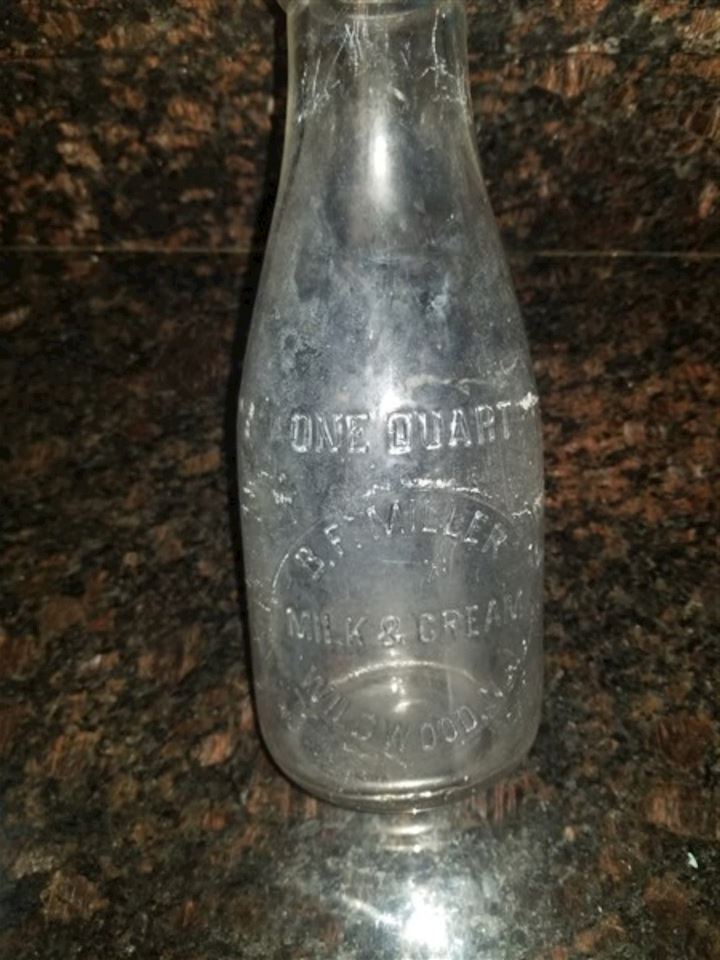 ONE QUART
B.F. MILLER
MILK & CREAM
WILDWOOD,